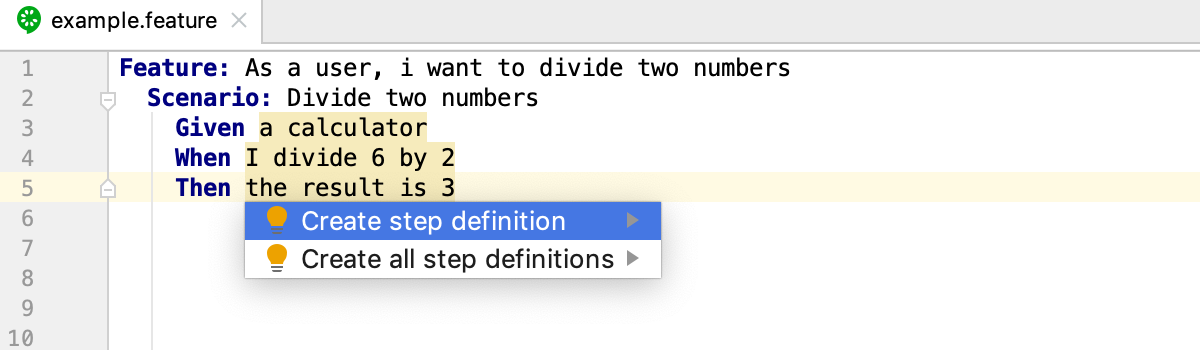 example.feature
1 Feature: As a user, i want to divide two numbers
2 Scenario: Divide two numbers
3 Given a calculator
4 When I divide 6 by 2
5 Then the result is 3
6 Create step definition
7 Create all step definitions
8
9
10